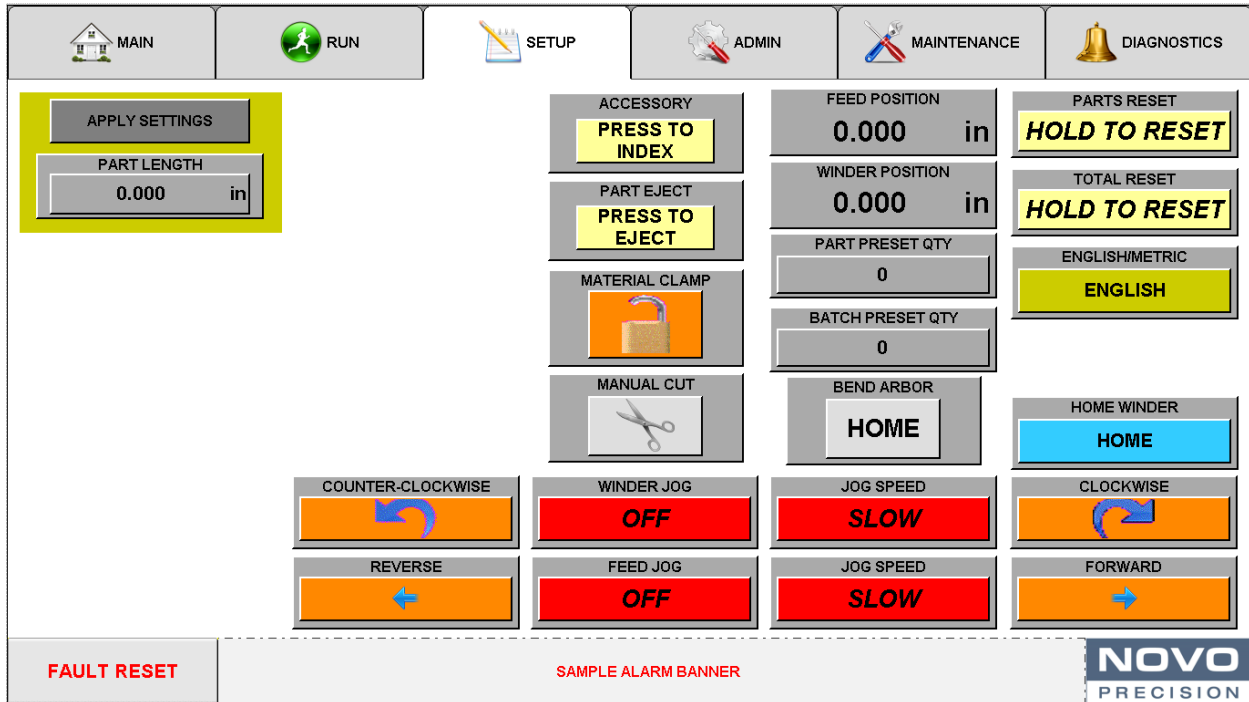 MAIN
RUN
SETUP
ADMIN
MAINTENANCE
DIAGNOSTICS
APPLY SETTINGS
PART LENGTH
0.000 in
ACCESSORY
PRESS TO
INDEX
PART EJECT
PRESS TO
EJECT
MATERIAL CLAMP
MANUAL CUT
FEED POSITION
0.000 in
WINDER POSITION
0.000 in
PART PRESET QTY
0
BATCH PRESET QTY
0
BEND ARBOR
HOME
PARTS RESET
HOLD TO RESET
TOTAL RESET
HOLD TO RESET
ENGLISH/METRIC
ENGLISH
HOME WINDER
HOME
COUNTER-CLOCKWISE
WINDER JOG
OFF
JOG SPEED
SLOW
CLOCKWISE
REVERSE
FEED JOG
OFF
JOG SPEED
SLOW
FORWARD
FAULT RESET
SAMPLE ALARM BANNER
NOVO
PRECISION